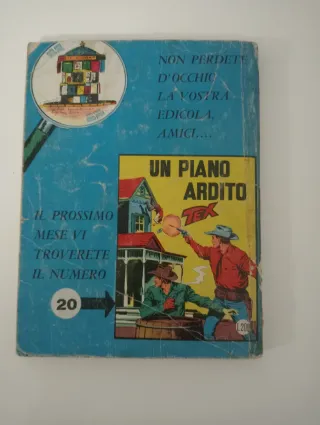 NON PERDETE
D'OCCHIO
LA VOSTRA
EDICOLA,
AMICI....
UN PIANO
ARDITO
TEX
IL PROSSIMO
MESE VI
TROVERETE
IL NUMERO
20
L.200